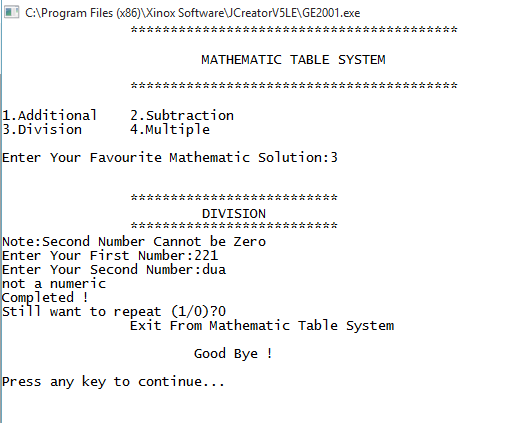 C:\Program Files (x86)\Xinox Software\JCreatorV5LE\GE2001.exe
*****************************************
MATHEMATIC TABLE SYSTEM
*****************************************
1.Additional 2.Subtraction
3.Division 4.Multiple
Enter Your Favourite Mathematic Solution:3
**************************
DIVISION
**************************
Note:Second Number Cannot be Zero
Enter Your First Number:221
Enter Your Second Number:dua
not a numeric
Completed !
Still want to repeat (1/0)?0
Exit From Mathematic Table System
Good Bye !
Press any key to continue...